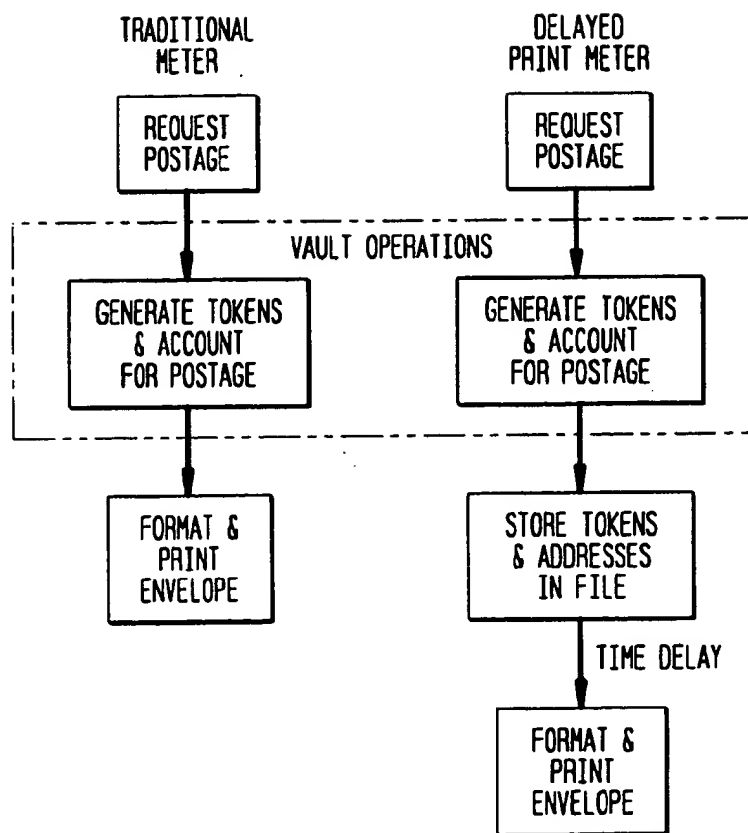 TRADITIONAL
METER
DELAYED
PRINT METER
REQUEST
POSTAGE
REQUEST
POSTAGE
VAULT OPERATIONS
GENERATE TOKENS
& ACCOUNT
FOR POSTAGE
GENERATE TOKENS
& ACCOUNT
FOR POSTAGE
FORMAT &
PRINT
ENVELOPE
STORE TOKENS
& ADDRESSES
IN FILE
TIME DELAY
FORMAT &
PRINT
ENVELOPE